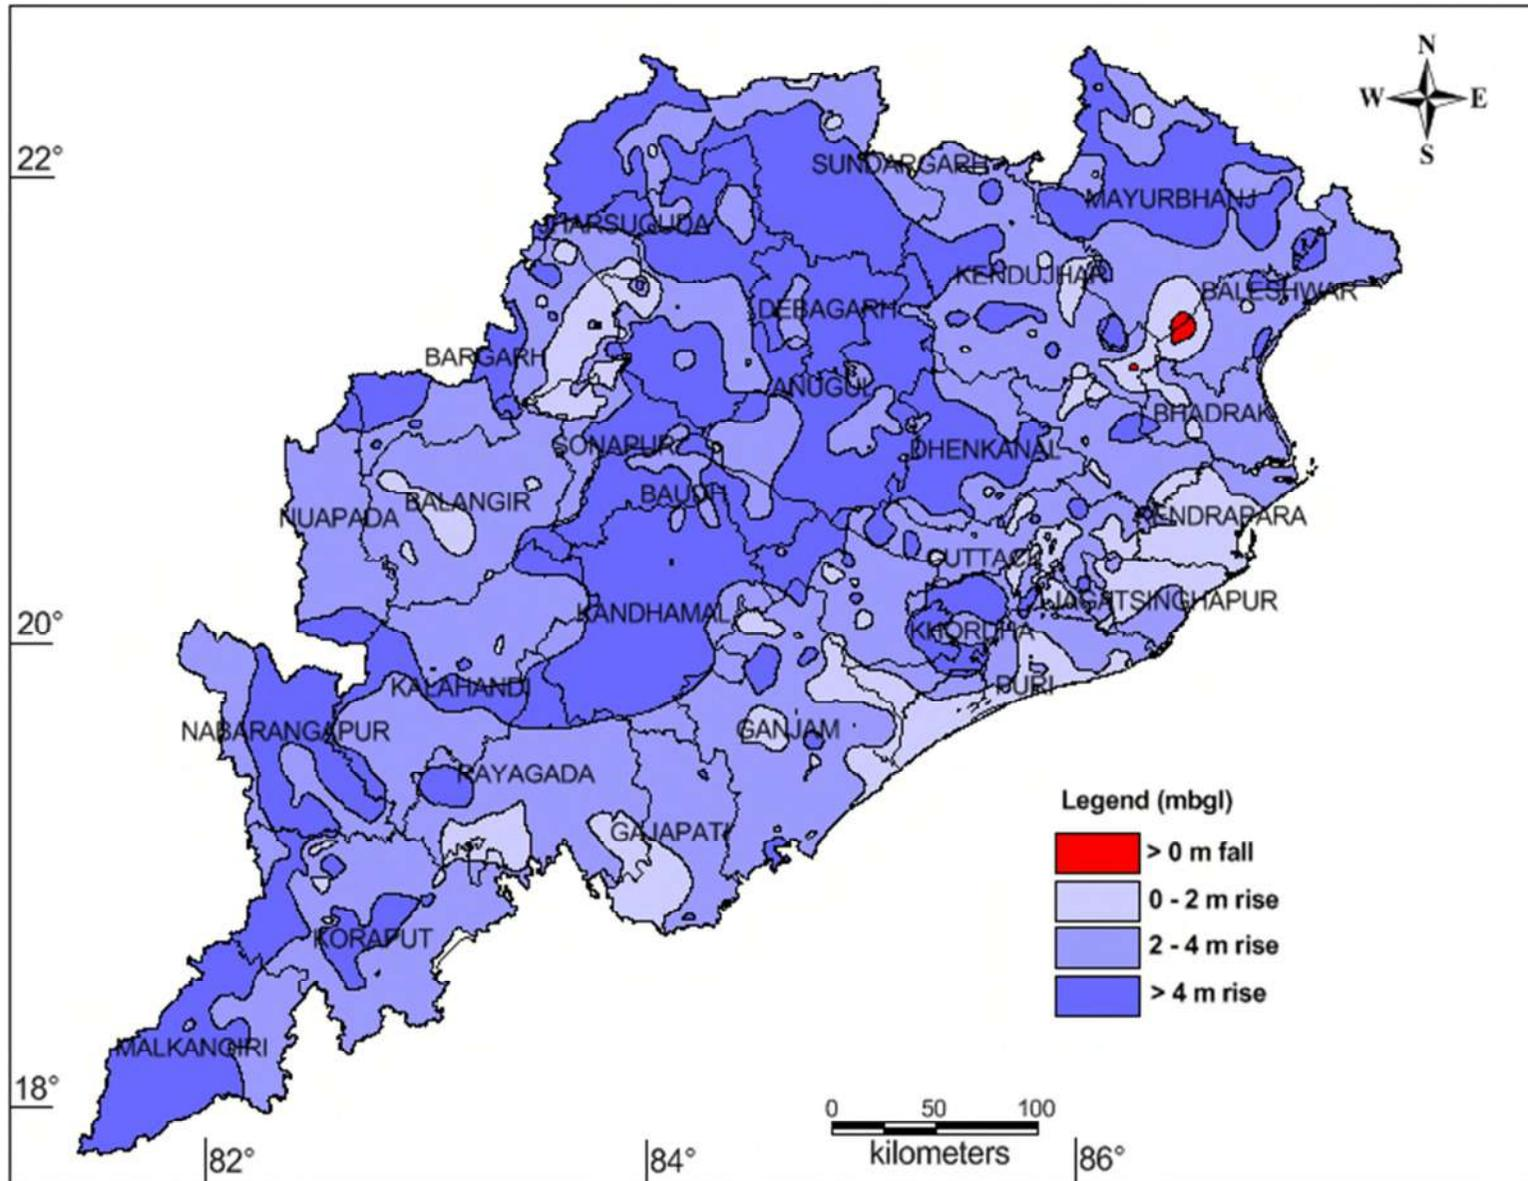 N
W E
S
22°
SUNDARGARH
MAYURBHANJ
JHARSUGUDA
KENDUJHAR
BALESHWAR
DEBAGARH
BARGARH
ANUGUL
BHADRAK
SONAPUR
DHENKANAL
BAUDH
BALANGIR
NUAPADA
KENDRAPARA
CUTTACK
JAGATSINGHAPUR
KANDHAMAL
20°
KHORDHA
KALAHANDI
PURI
NABARANGAPUR
GANJAM
RAYAGADA
Legend (mbgl)
GAJAPATI
> 0 m fall
0 - 2 m rise
KORAPUT
2 - 4 m rise
> 4 m rise
MALKANGIRI
18°
0 50 100
kilometers
82° 84° 86°